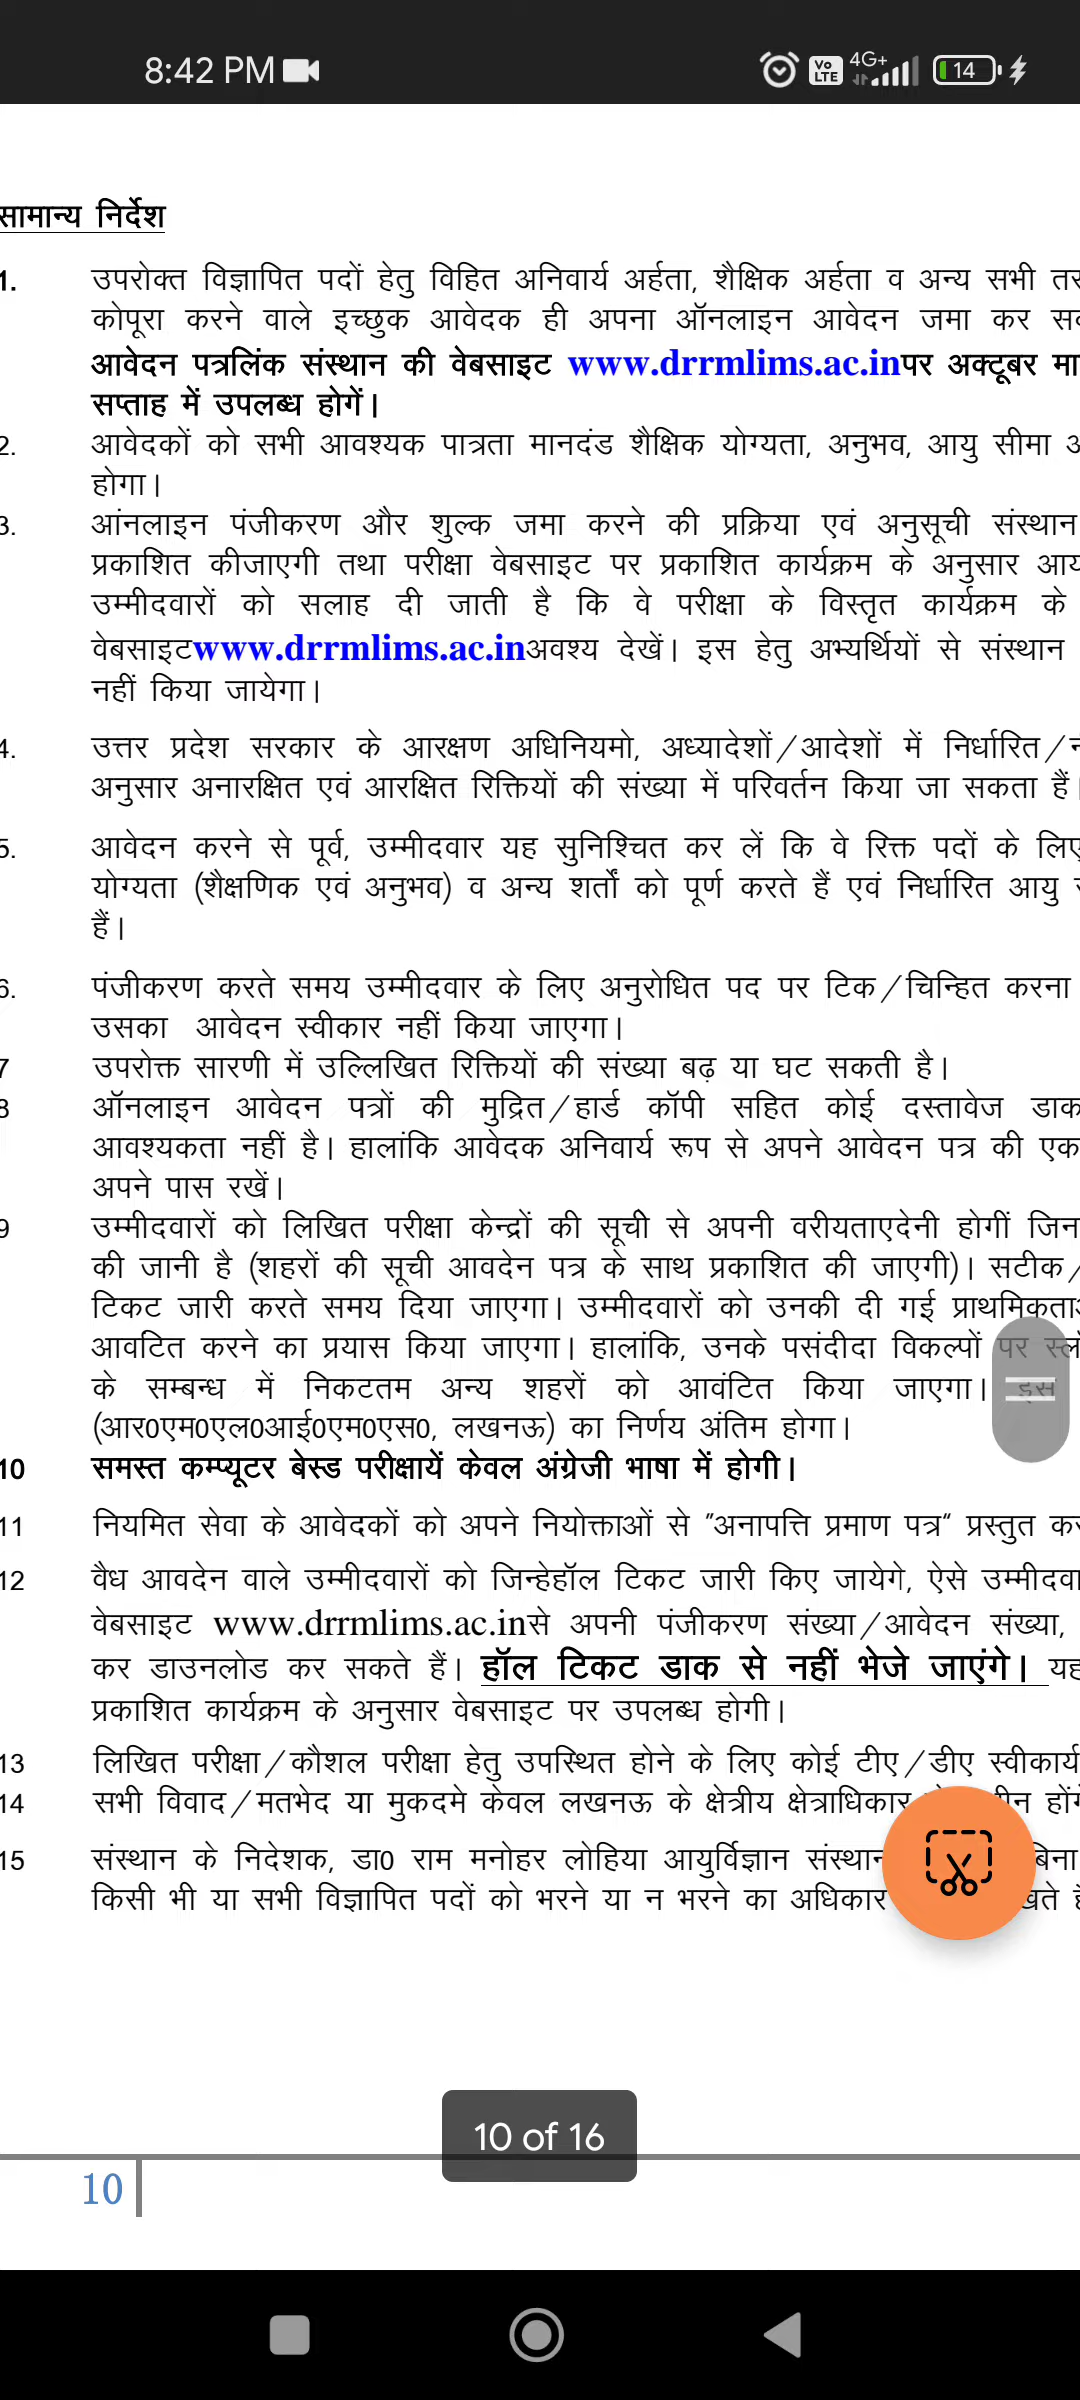 8:42 PM
Vo LTE 4G+ 14
सामान्य निर्देश
1. उपरोक्त विज्ञापित पदों हेतु विहित अनिवार्य अर्हता, शैक्षिक अर्हता व अन्य सभी
कोपूरा करने वाले इच्छुक आवेदक ही अपना ऑनलाइन आवेदन जमा कर
आवेदन पत्रलिंक संस्थान की वेबसाइट www.drrmlims.ac.inपर अक्टूबर
सप्ताह में उपलब्ध होगें।
2. आवेदकों को सभी आवश्यक पात्रता मानदंड शैक्षिक योग्यता, अनुभव, आयु सीमा
होगा।
3. आंनलाइन पंजीकरण और शुल्क जमा करने की प्रक्रिया एवं अनुसूची संस्थान
प्रकाशित कीजाएगी तथा परीक्षा वेबसाइट पर प्रकाशित कार्यक्रम के अनुसार
उम्मीदवारों को सलाह दी जाती है कि वे परीक्षा के विस्तृत कार्यक्रम के
वेबसाइटwww.drrmlims.ac.inअवश्य देखें। इस हेतु अभ्यर्थियों से संस्थान
नहीं किया जायेगा।
4. उत्तर प्रदेश सरकार के आरक्षण अधिनियमो, अध्यादेशों/आदेशों में निर्धारित/
अनुसार अनारक्षित एवं आरक्षित रिक्तियों की संख्या में परिवर्तन किया जा सकता हैं।
5. आवेदन करने से पूर्व, उम्मीदवार यह सुनिश्चित कर लें कि वे रिक्त पदों के लिए
योग्यता (शैक्षणिक एवं अनुभव) व अन्य शर्तों को पूर्ण करते हैं एवं निर्धारित आयु
हैं।
6. पंजीकरण करते समय उम्मीदवार के लिए अनुरोधित पद पर टिक/चिन्हित करना
उसका आवेदन स्वीकार नहीं किया जाएगा।
7 उपरोक्त सारणी में उल्लिखित रिक्तियों की संख्या बढ़ या घट सकती है।
8 ऑनलाइन आवेदन पत्रों की मुद्रित/हार्ड कॉपी सहित कोई दस्तावेज डाक
आवश्यकता नहीं है। हालांकि आवेदक अनिवार्य रूप से अपने आवेदन पत्र की एक
अपने पास रखें।
9 उम्मीदवारों को लिखित परीक्षा केन्द्रों की सूची से अपनी वरीयताएदेनी होगीं जिन
की जानी है (शहरों की सूची आवदेन पत्र के साथ प्रकाशित की जाएगी)। सटीक/
टिकट जारी करते समय दिया जाएगा। उम्मीदवारों को उनकी दी गई
आवटित करने का प्रयास किया जाएगा। हालांकि, उनके पसंदीदा विकल्पों पर
के सम्बन्ध में निकटतम अन्य शहरों को आवंटित किया जाएगा। इस
(आर0एम0एल0आई0एम0एस0, लखनऊ) का निर्णय अंतिम होगा।
10 समस्त कम्प्यूटर बेस्ड परीक्षायें केवल अंग्रेजी भाषा में होगी।
11 नियमित सेवा के आवेदकों को अपने नियोक्ताओं से "अनापत्ति प्रमाण पत्र" प्रस्तुत
12 वैध आवदेन वाले उम्मीदवारों को जिन्हेहॉल टिकट जारी किए जायेगे, ऐसे
वेबसाइट www.drrmlims.ac.inसे अपनी पंजीकरण संख्या/आवेदन संख्या,
कर डाउनलोड कर सकते हैं। हॉल टिकट डाक से नहीं भेजे जाएंगे। यह
प्रकाशित कार्यक्रम के अनुसार वेबसाइट पर उपलब्ध होगी।
13 लिखित परीक्षा/कौशल परीक्षा हेतु उपस्थित होने के लिए कोई टीए/डीए स्वीकार्य
14 सभी विवाद/मतभेद या मुकदमे केवल लखनऊ के क्षेत्रीय क्षेत्राधिकार
15 संस्थान के निदेशक, डा0 राम मनोहर लोहिया आयुर्विज्ञान संस्थान बिना
किसी भी या सभी विज्ञापित पदों को भरने या न भरने का अधिकार
10 of 16
10